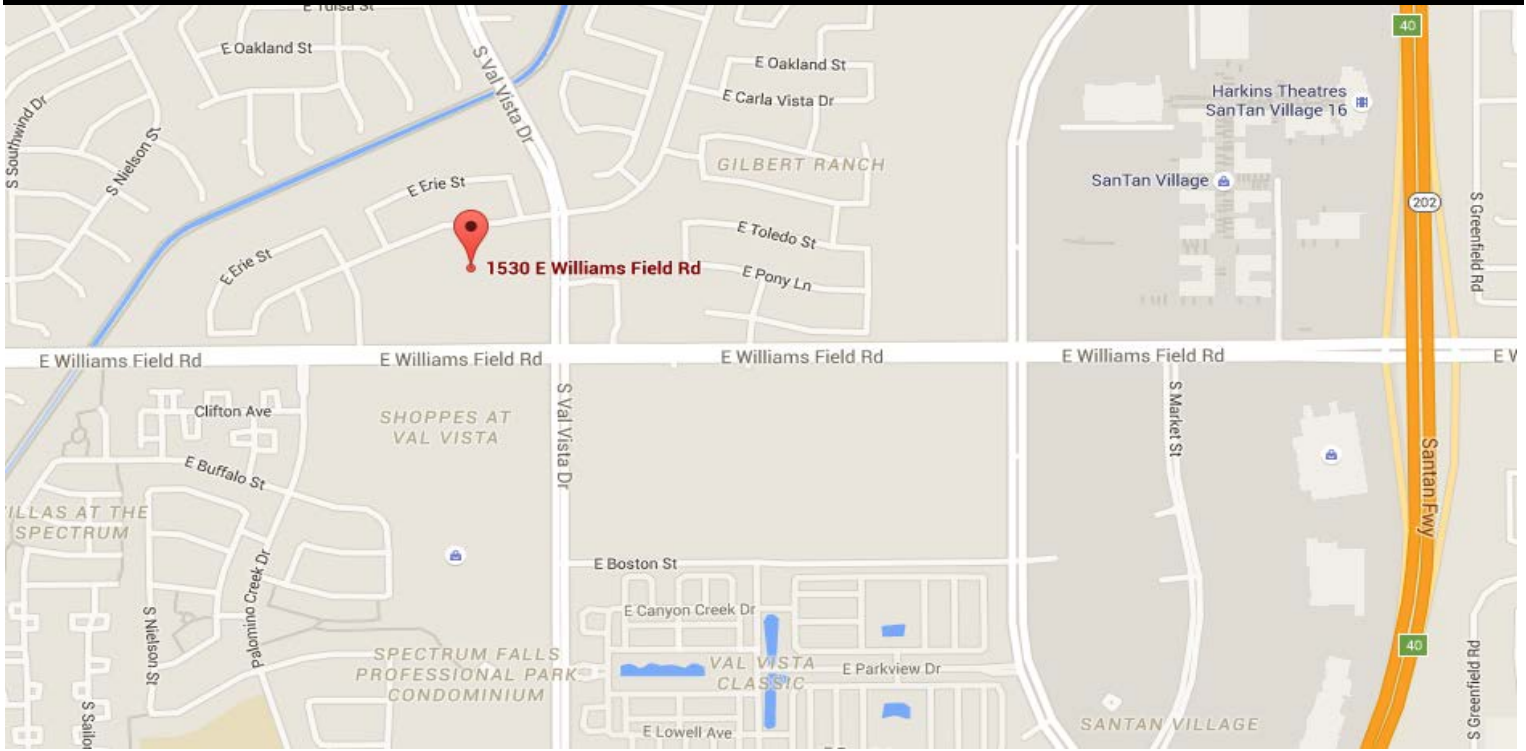 E Tulsa St
E Oakland St
S Val Vista Dr
E Oakland St
E Carla Vista Dr
40
Harkins Theatres
SanTan Village 16
S Southwind Dr
S Nielson St
GILBERT RANCH
SanTan Village
E Erie St
202
S Greenfield Rd
E Toledo St
E Erie St
1530 E Williams Field Rd
E Pony Ln
E Williams Field Rd
E Williams Field Rd
E Williams Field Rd
E Williams Field Rd
E W
Clifton Ave
SHOPPES AT
VAL VISTA
S Val Vista Dr
S Market St
E Buffalo St
Santan Fwy
ILLAS AT THE
SPECTRUM
E Boston St
Palomino Creek Dr
S Nielson St
E Canyon Creek Dr
SPECTRUM FALLS
PROFESSIONAL PARK
CONDOMINIUM
VAL VISTA
CLASSIC
E Parkview Dr
40
S Greenfield Rd
S Sailo
E Lowell Ave
SANTAN VILLAGE